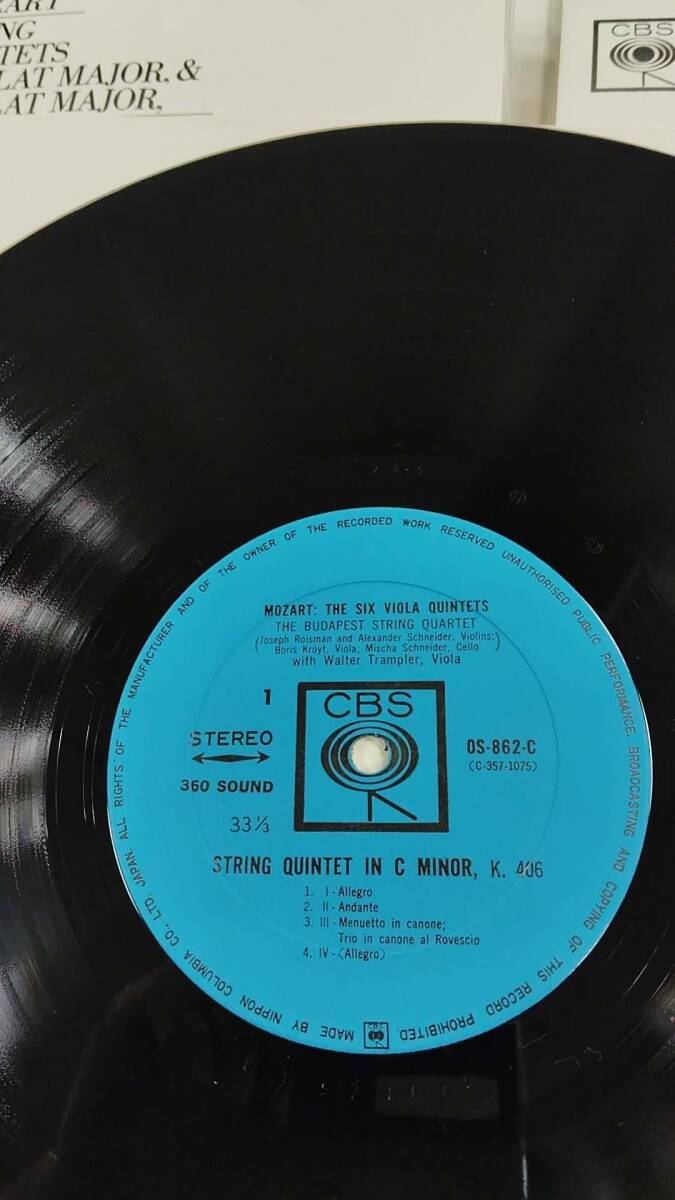 NG
TETS
LAT MAJOR, &
LAT MAJOR,
CBS
MADE BY NIPPON COLUMBIA CO., LTD. JAPAN. ALL RIGHTS OF THE MANUFACTURER AND OF THE OWNER OF THE RECORDED WORK RESERVED UNAUTHORISED PUBLIC PERFORMANCE, BROADCASTING AND COPYING OF THIS RECORD PROHIBITED.
MOZART: THE SIX VIOLA QUINTETS
THE BUDAPEST STRING QUARTET
(Joseph Roisman and Alexander Schneider, Violins;
Boris Kroyt, Viola; Mischa Schneider, Cello)
with Walter Trampler, Viola
1
STEREO
360 SOUND
33⅓
CBS
OS-862-C
(C-357-1075)
STRING QUINTET IN C MINOR, K. 406
1. I-Allegro
2. II-Andante
3. III-Menuetto in canone;
Trio in canone al Rovescio
4. IV-(Allegro)
CBS